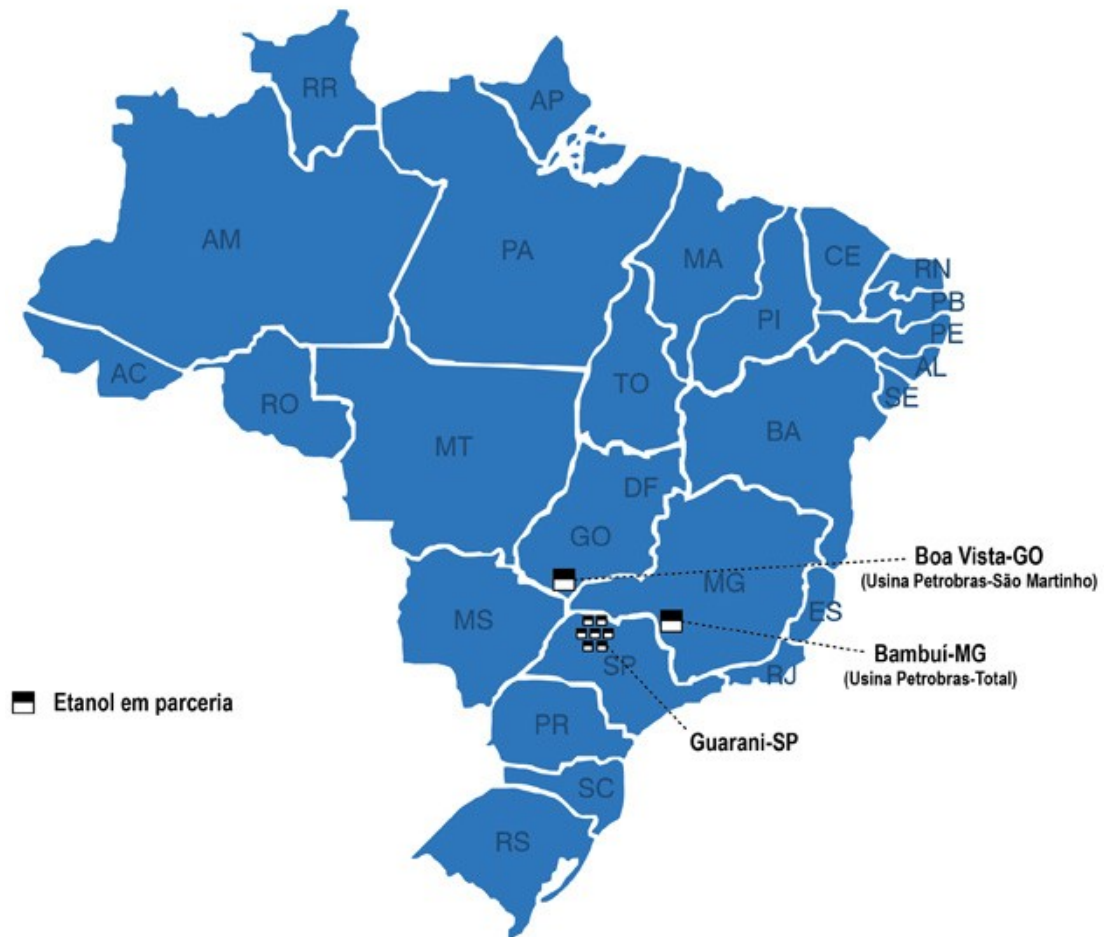 RR
AP
AM
PA
MA
CE
RN
PB
PI
PE
AC
TO
AL
SE
RO
BA
MT
DF
GO
Boa Vista-GO
(Usina Petrobras-São Martinho)
MG
MS
ES
Bambuí-MG
(Usina Petrobras-Total)
SP
RJ
Etanol em parceria
PR
Guarani-SP
SC
RS